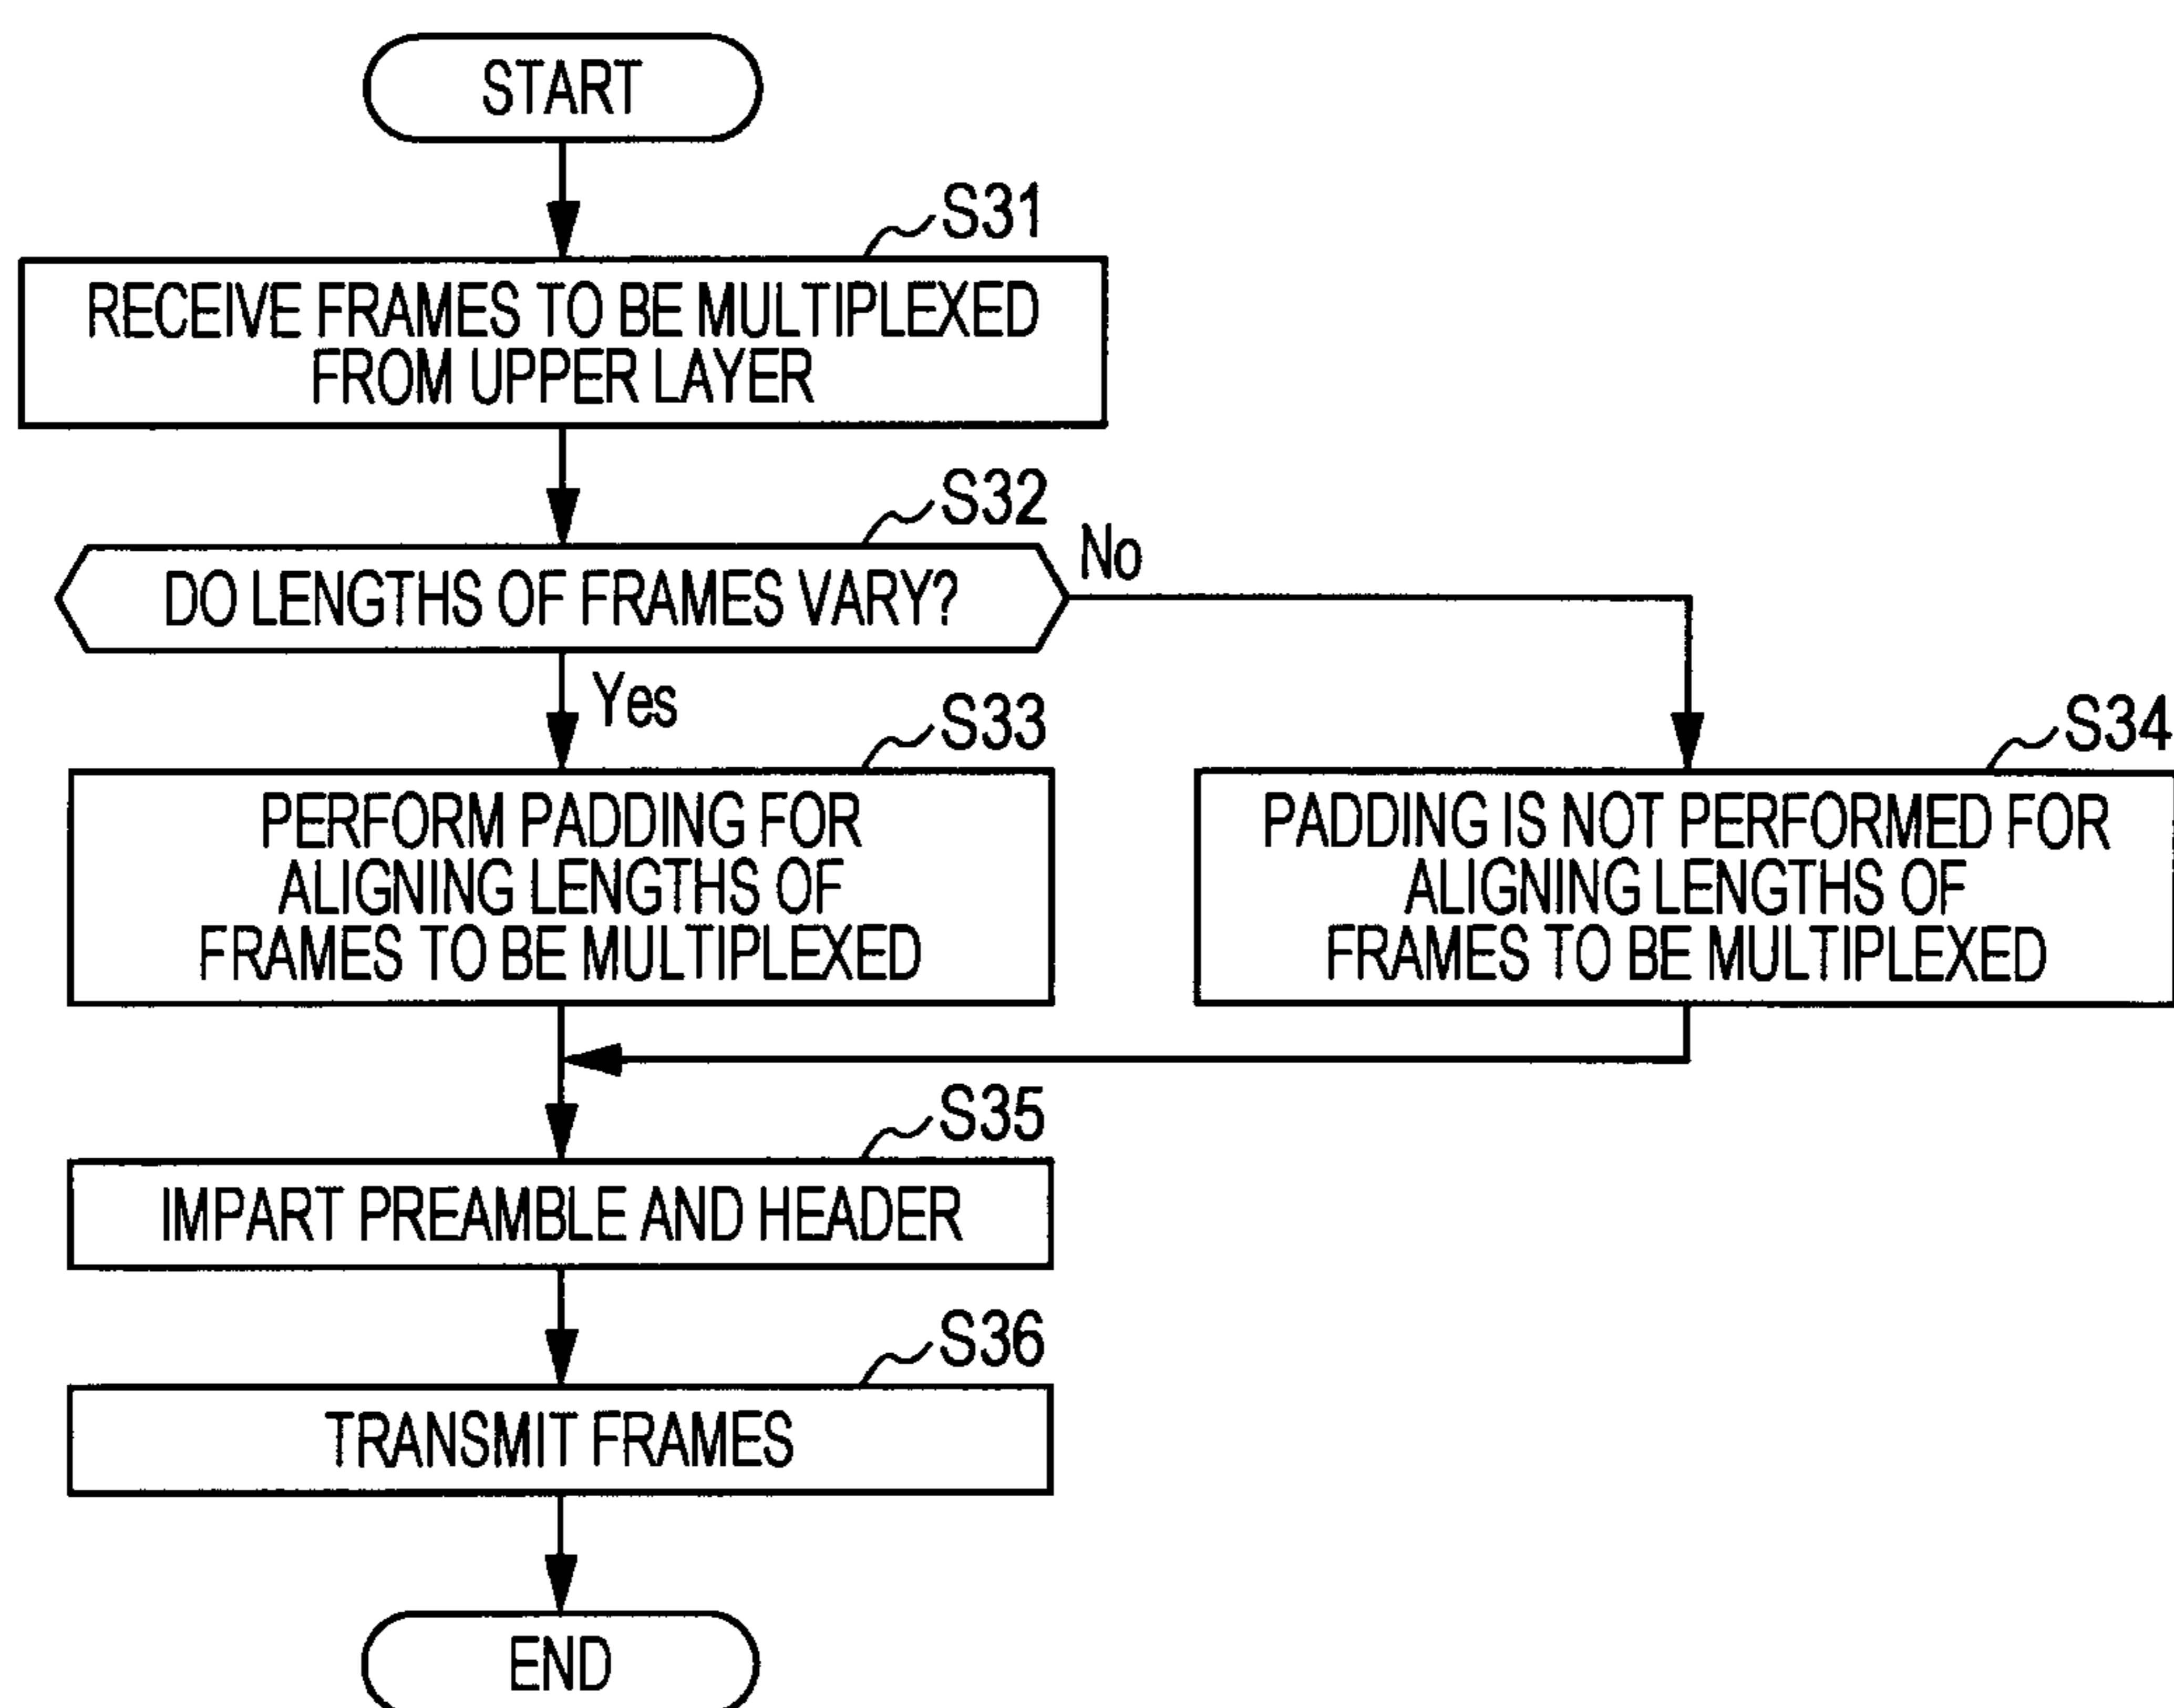 START
S31
RECEIVE FRAMES TO BE MULTIPLEXED
FROM UPPER LAYER
S32
DO LENGTHS OF FRAMES VARY?
No
Yes
S33
PERFORM PADDING FOR
ALIGNING LENGTHS OF
FRAMES TO BE MULTIPLEXED
S34
PADDING IS NOT PERFORMED FOR
ALIGNING LENGTHS OF
FRAMES TO BE MULTIPLEXED
S35
IMPART PREAMBLE AND HEADER
S36
TRANSMIT FRAMES
END